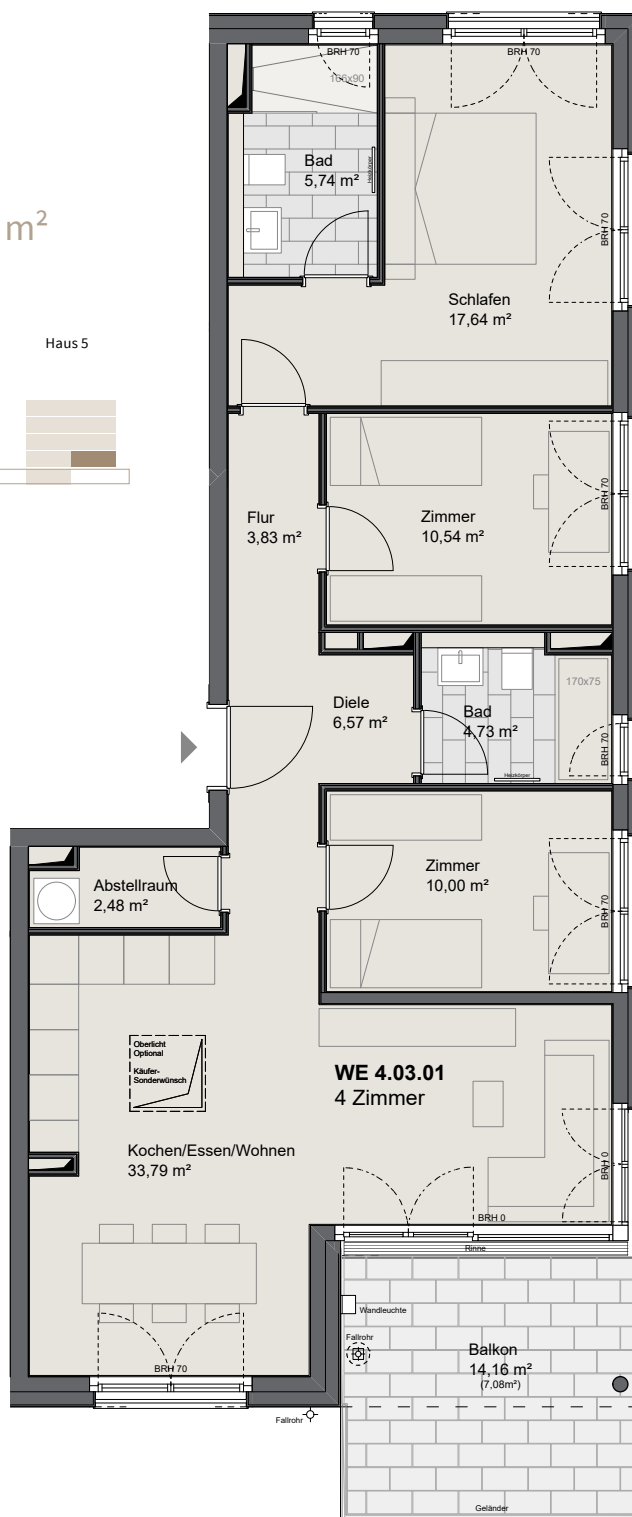 BRH 70
BRH 70
166x90
Bad
5,74 m²
Heizkörper
m²
BRH 70
Schlafen
17,64 m²
Haus 5
BRH 70
Flur
3,83 m²
Zimmer
10,54 m²
170x75
Diele
6,57 m²
Bad
4,73 m²
BRH 70
Heizkörper
Abstellraum
2,48 m²
Zimmer
10,00 m²
BRH 70
Oberlicht
Optional
Käufer-
Sonderwünsch
WE 4.03.01
4 Zimmer
Kochen/Essen/Wohnen
33,79 m²
BRH 0
BRH 0
Rinne
Wandleuchte
Fallrohr
BRH 70
Balkon
14,16 m²
(7,08m²)
Fallrohr
Geländer